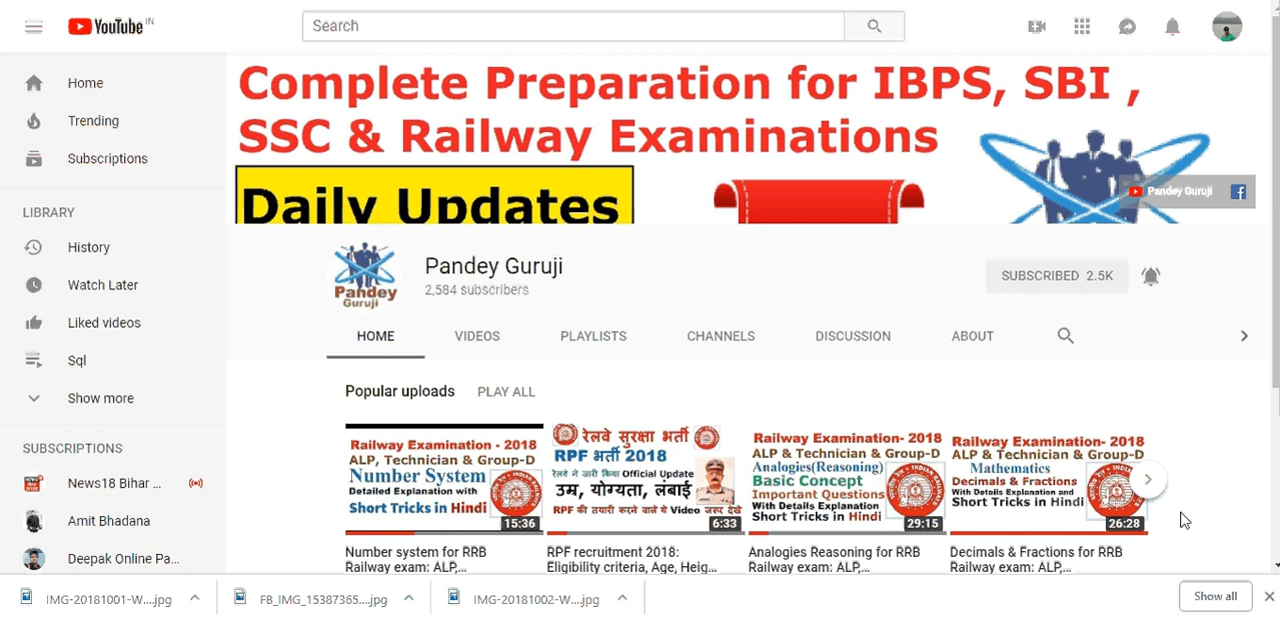 YouTube IN
Search
Home
Trending
Subscriptions
LIBRARY
History
Watch Later
Liked videos
Sql
Show more
SUBSCRIPTIONS
News18 Bihar ...
Amit Bhadana
Deepak Online Pa...
Complete Preparation for IBPS, SBI ,
SSC & Railway Examinations
Daily Updates
Pandey Guruji
Pandey Guruji
Pandey Guruji
2,584 subscribers
SUBSCRIBED 2.5K
HOME VIDEOS PLAYLISTS CHANNELS DISCUSSION ABOUT
Popular uploads PLAY ALL
Railway Examination - 2018
ALP, Technician & Group-D
Number System
Detailed Explanation with
Short Tricks in Hindi
15:36
Number system for RRB
Railway exam: ALP,...
रेलवे सुरक्षा भर्ती
RPF भर्ती 2018
रेलवे ने जारी किया Official Update
उम्र, योग्यता, लंबाई
RPF की तयारी करने वाले ये Video जरूर देखे
6:33
RPF recruitment 2018:
Eligibility criteria, Age, Heig...
Railway Examination- 2018
ALP & Technician & Group-D
Analogies(Reasoning)
Basic Concept
Important Questions
With Details Explanation
Short Tricks in Hindi
29:15
Analogies Reasoning for RRB
Railway exam: ALP,...
Railway Examination- 2018
ALP & Technician & Group-D
Mathematics
Decimals & Fractions
With Details Explanation and
Short Tricks in Hindi
26:28
Decimals & Fractions for RRB
Railway exam: ALP,...
IMG-20181001-W....jpg
FB_IMG_15387365....jpg
IMG-20181002-W....jpg
Show all